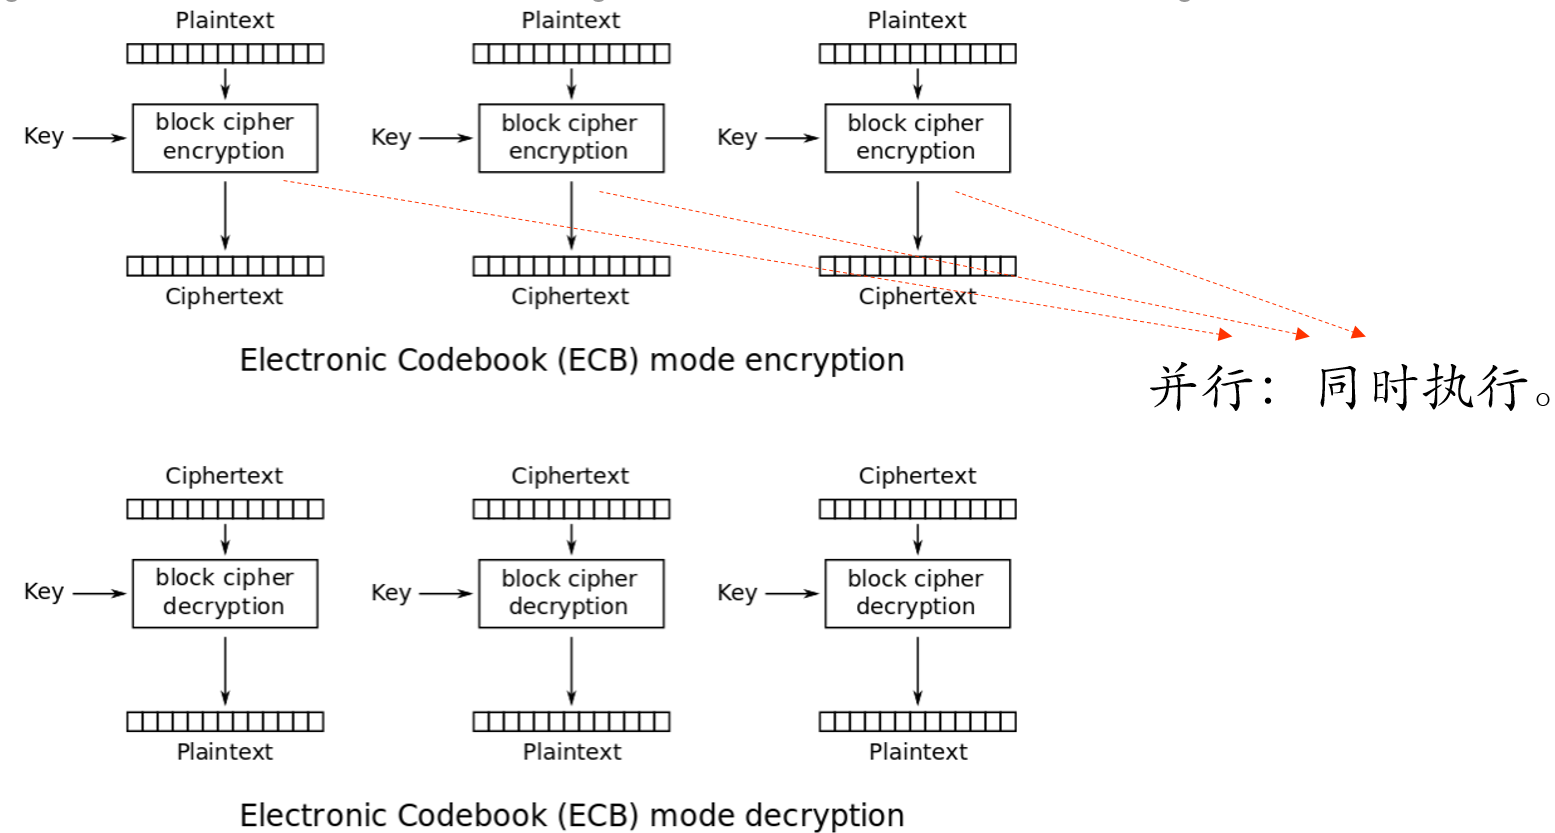 Plaintext Plaintext Plaintext
Key block cipher encryption Key block cipher encryption Key block cipher encryption
Ciphertext Ciphertext Ciphertext
Electronic Codebook (ECB) mode encryption
并行：同时执行。
Ciphertext Ciphertext Ciphertext
Key block cipher decryption Key block cipher decryption Key block cipher decryption
Plaintext Plaintext Plaintext
Electronic Codebook (ECB) mode decryption